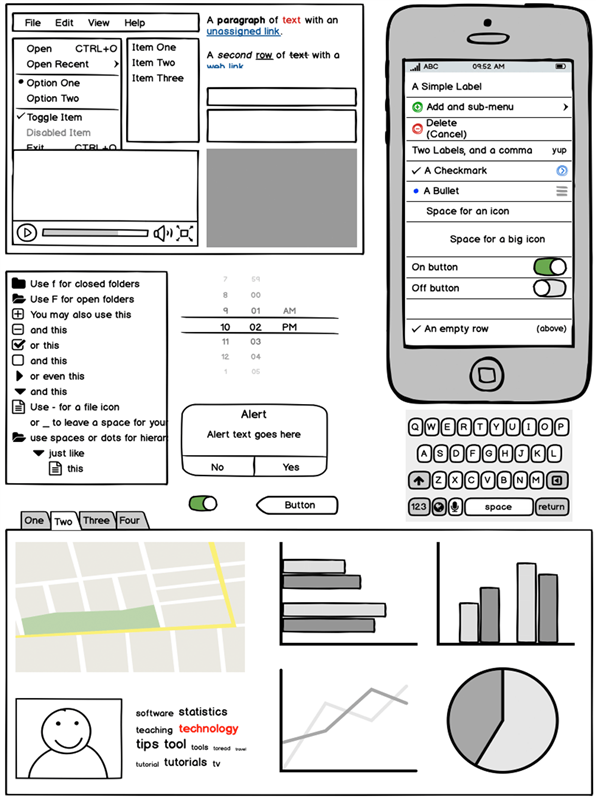 File Edit View Help
Open CTRL+O
Open Recent
Option One
Option Two
Toggle Item
Disabled Item
Exit CTRL+Q
Item One
Item Two
Item Three
A paragraph of text with an
unassigned link.
A second row of text with a
web link
ABC 09:52 AM
A Simple Label
Add and sub-menu
Delete
(Cancel)
Two Labels, and a comma yup
A Checkmark
A Bullet
Space for an icon
Space for a big icon
On button
Off button
An empty row (above)
Use f for closed folders
Use F for open folders
You may also use this
and this
or this
and this
or even this
and this
Use - for a file icon
or _ to leave a space for you
use spaces or dots for hierar
just like
this
7 59
8 00
9 01 AM
10 02 PM
11 03
12 04
1 05
Alert
Alert text goes here
No Yes
Button
Q W E R T Y U I O P
A S D F G H J K L
Z X C V B N M
123 space return
One Two Three Four
software statistics
teaching technology
tips tool tools toread travel
tutorial tutorials tv